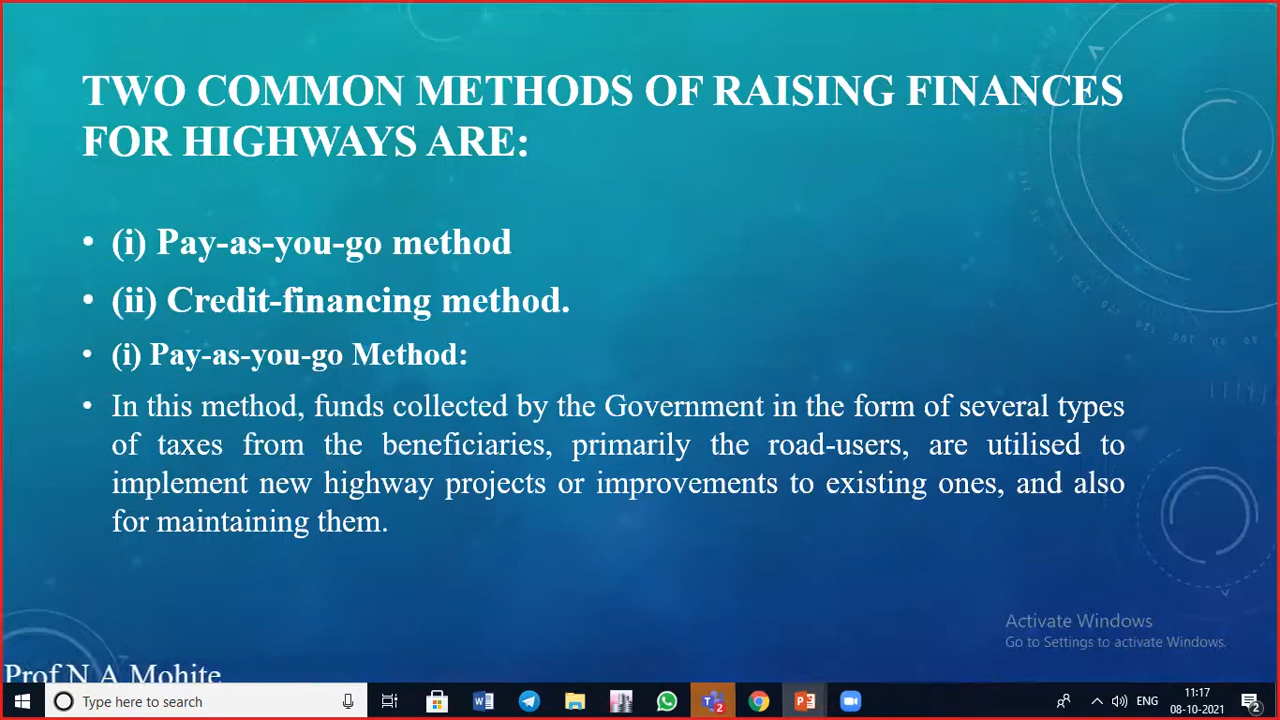 TWO COMMON METHODS OF RAISING FINANCES
FOR HIGHWAYS ARE:
• (i) Pay-as-you-go method
• (ii) Credit-financing method.
• (i) Pay-as-you-go Method:
• In this method, funds collected by the Government in the form of several types
of taxes from the beneficiaries, primarily the road-users, are utilised to
implement new highway projects or improvements to existing ones, and also
for maintaining them.
Activate Windows
Go to Settings to activate Windows.
Prof N A Mohite
Type here to search
2
ENG
11:17
08-10-2021
2